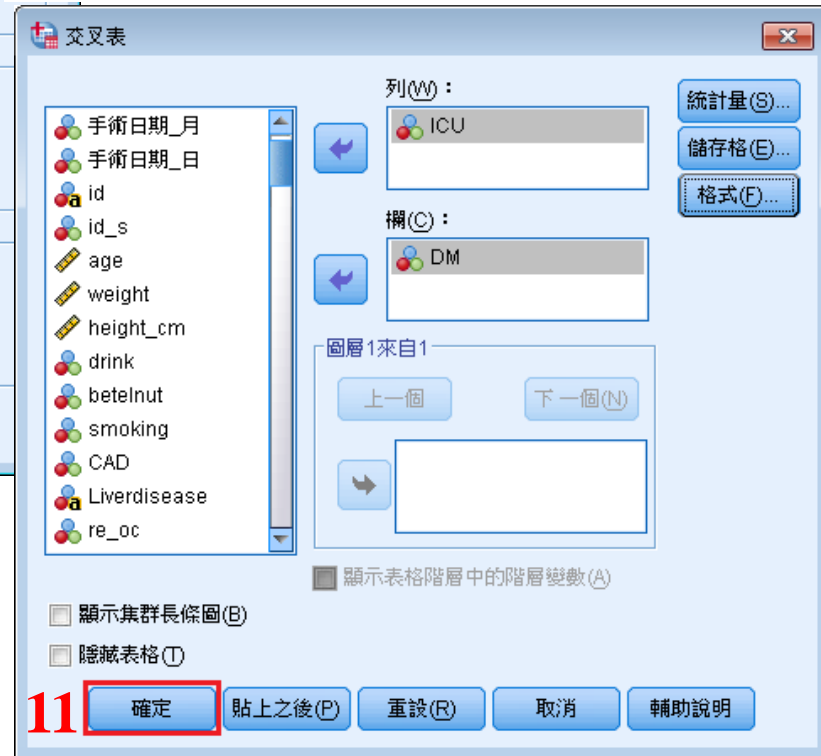 交叉表
手術日期_月
手術日期_日
id
id_s
age
weight
height_cm
drink
betelnut
smoking
CAD
Liverdisease
re_oc
列(W)：
ICU
欄(C)：
DM
圖層1來自1
上一個
下一個(N)
顯示表格階層中的階層變數(A)
統計量(S)...
儲存格(E)...
格式(F)...
顯示集群長條圖(B)
隱藏表格(T)
11
確定
貼上之後(P)
重設(R)
取消
輔助說明